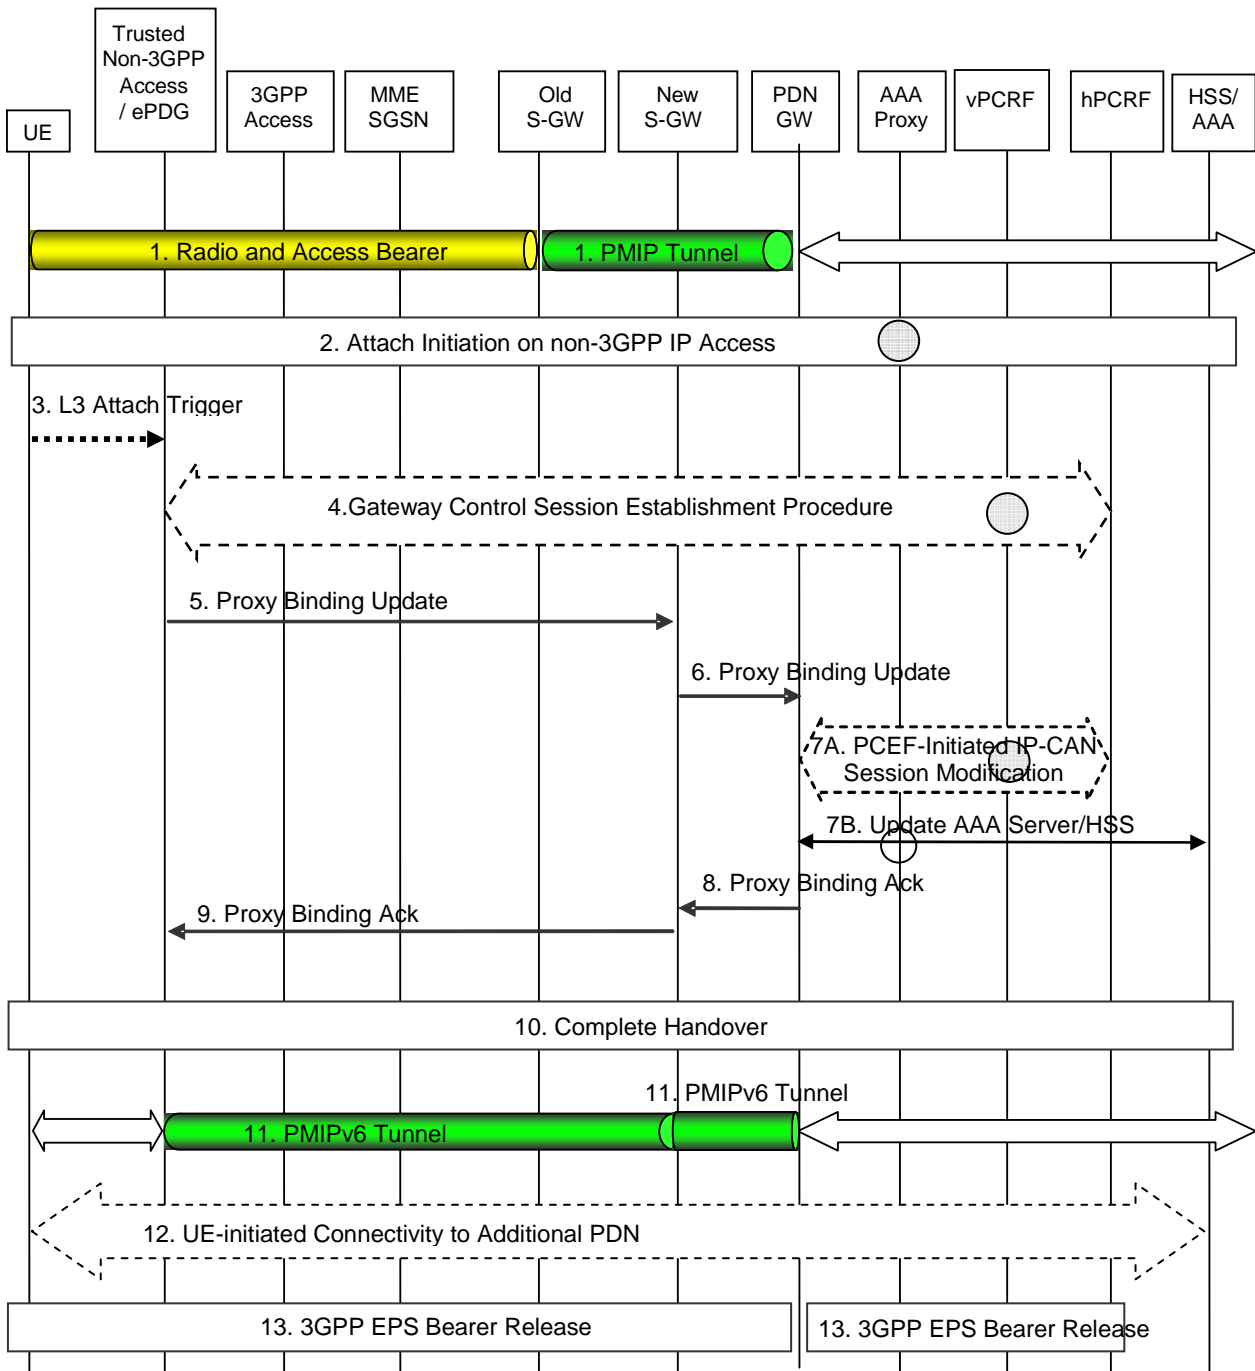 UE
Trusted
Non-3GPP
Access
/ ePDG
3GPP
Access
MME
SGSN
Old
S-GW
New
S-GW
PDN
GW
AAA
Proxy
vPCRF
hPCRF
HSS/
AAA
1. Radio and Access Bearer
1. PMIP Tunnel
2. Attach Initiation on non-3GPP IP Access
3. L3 Attach Trigger
4.Gateway Control Session Establishment Procedure
5. Proxy Binding Update
6. Proxy Binding Update
7A. PCEF-Initiated IP-CAN
Session Modification
7B. Update AAA Server/HSS
8. Proxy Binding Ack
9. Proxy Binding Ack
10. Complete Handover
11. PMIPv6 Tunnel
11. PMIPv6 Tunnel
12. UE-initiated Connectivity to Additional PDN
13. 3GPP EPS Bearer Release
13. 3GPP EPS Bearer Release